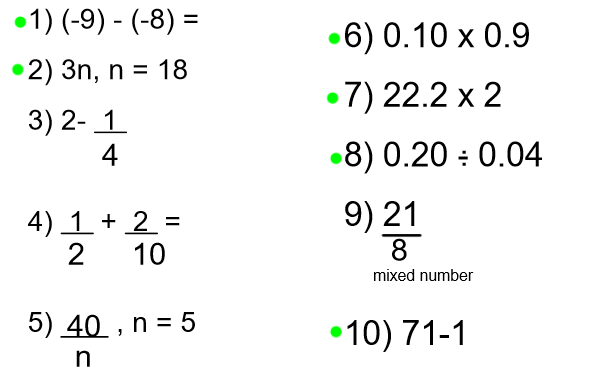 1) (-9) - (-8) =
2) 3n, n = 18
3) 2- 1/4
4) 1/2 + 2/10 =
5) 40/n , n = 5
6) 0.10 x 0.9
7) 22.2 x 2
8) 0.20 ÷ 0.04
9) 21/8
mixed number
10) 71-1